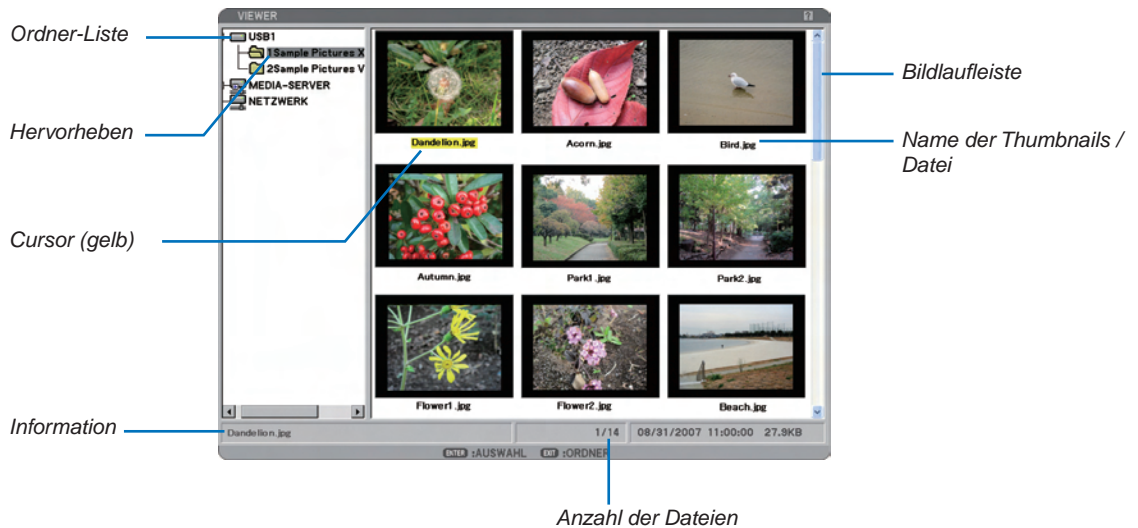 VIEWER ?
Ordner-Liste
USB1
1Sample Pictures X
2Sample Pictures V
MEDIA-SERVER
NETZWERK
Bildlaufleiste
Hervorheben
Dandelion.jpg
Acorn.jpg
Bird.jpg
Name der Thumbnails /
Datei
Cursor (gelb)
Autumn.jpg
Park1.jpg
Park2.jpg
Flower1.jpg
Flower2.jpg
Beach.jpg
Information
Dandelion.jpg
1/14
08/31/2007 11:00:00 27.9KB
ENTER :AUSWAHL EXIT :ORDNER
Anzahl der Dateien